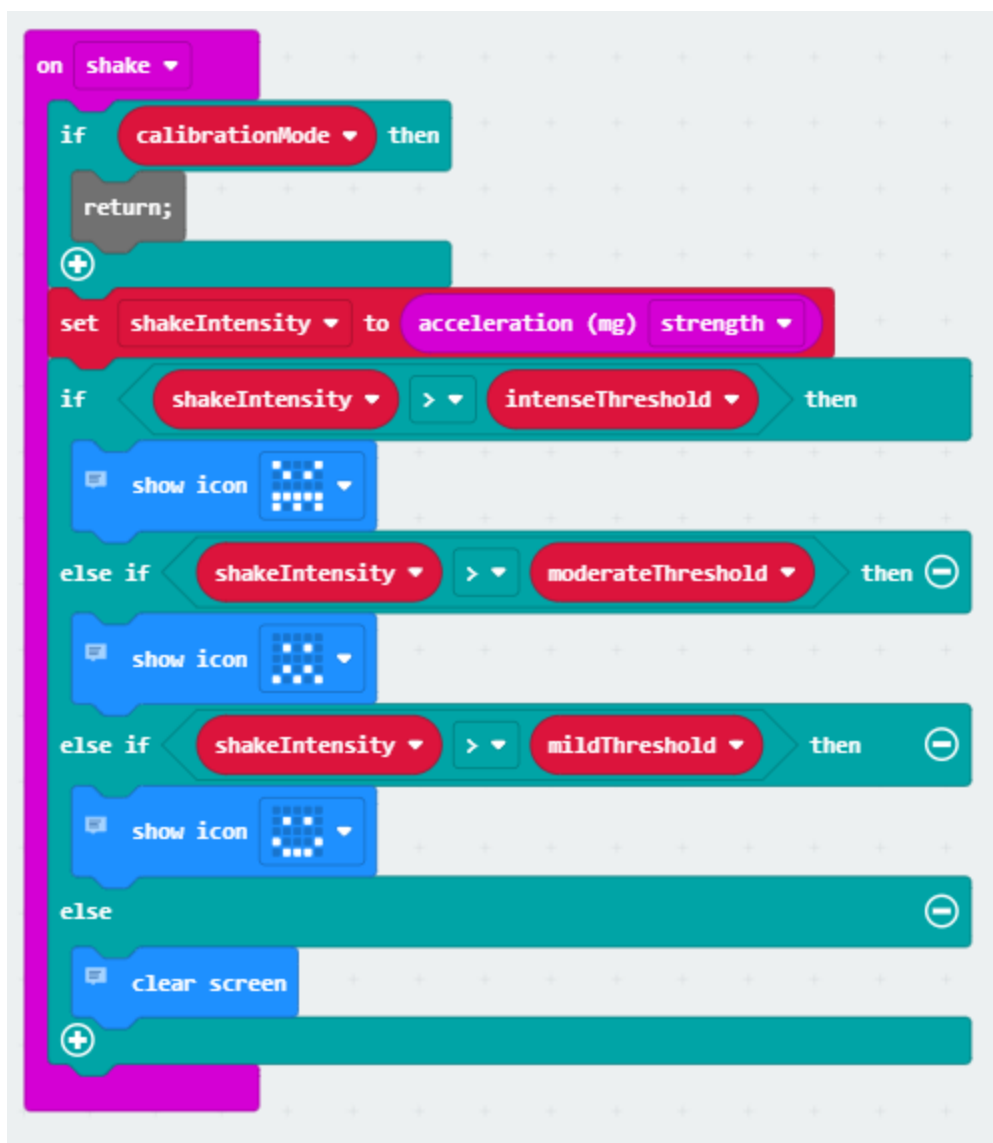 on shake
if calibrationMode then
return;
set shakeIntensity to acceleration (mg) strength
if shakeIntensity > intenseThreshold then
show icon
else if shakeIntensity > moderateThreshold then
show icon
else if shakeIntensity > mildThreshold then
show icon
else
clear screen